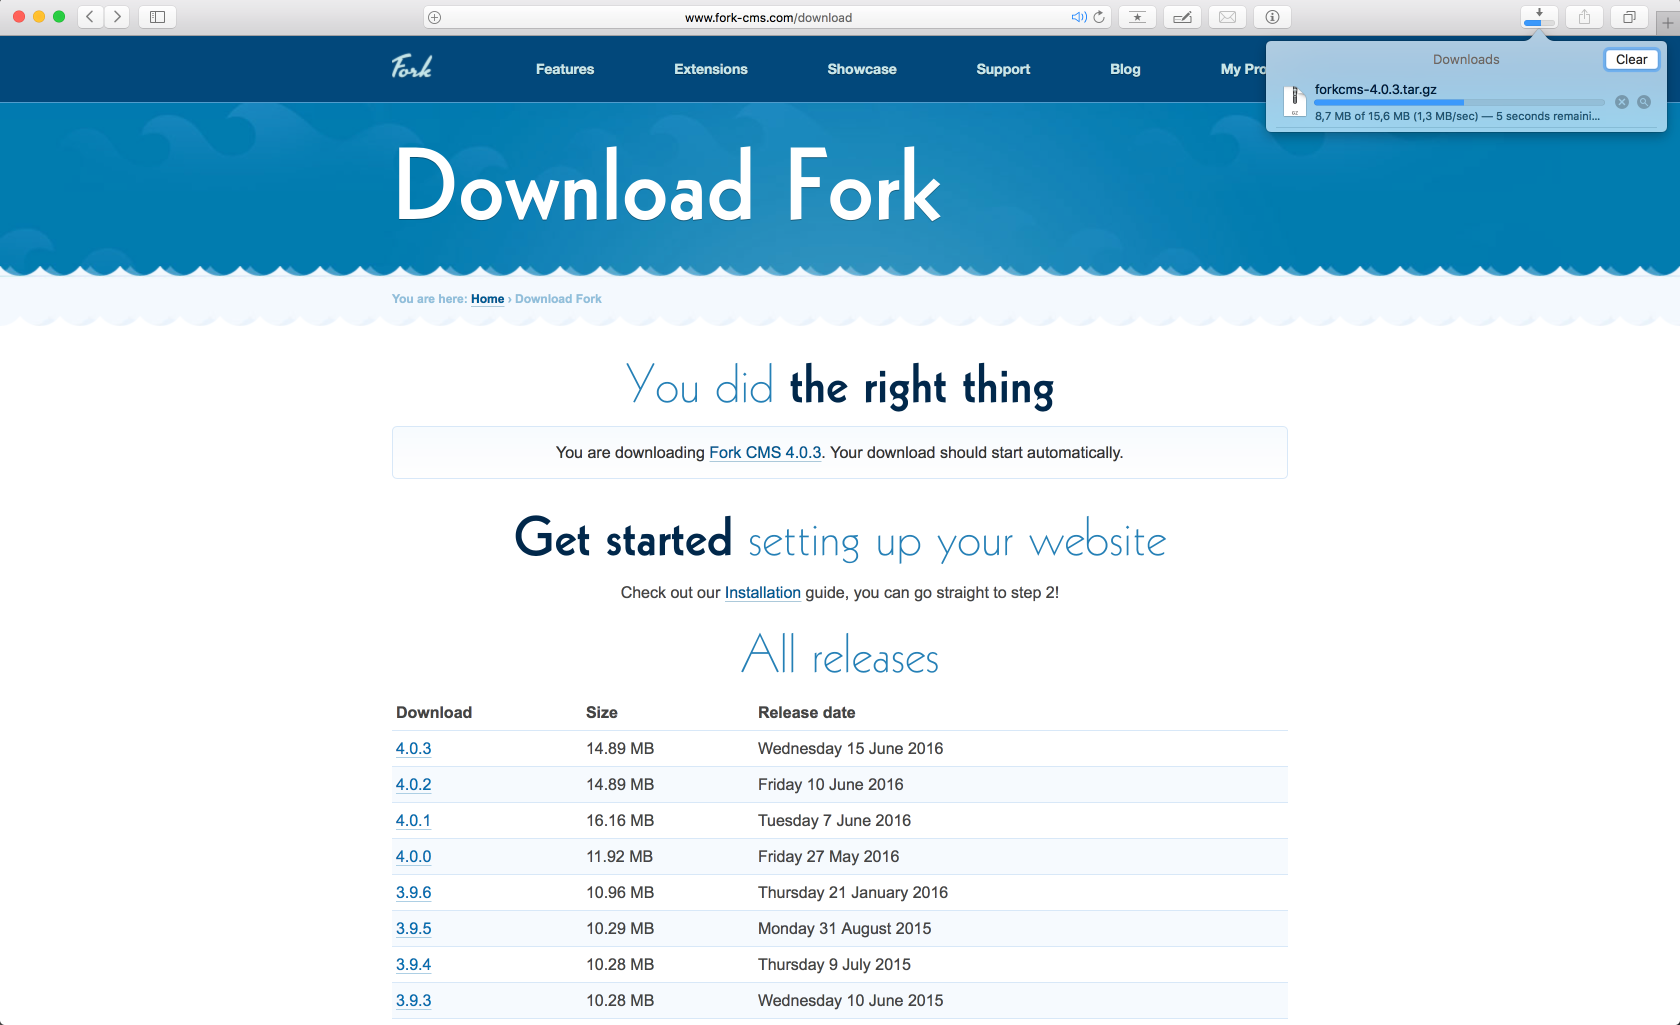 www.fork-cms.com/download
Fork
Features
Extensions
Showcase
Support
Blog
My Pro
Downloads
Clear
forkcms-4.0.3.tar.gz
8,7 MB of 15,6 MB (1,3 MB/sec) — 5 seconds remaini...
GZ
Download Fork
You are here: Home › Download Fork
You did the right thing
You are downloading Fork CMS 4.0.3. Your download should start automatically.
Get started setting up your website
Check out our Installation guide, you can go straight to step 2!
All releases
Download Size Release date
4.0.3 14.89 MB Wednesday 15 June 2016
4.0.2 14.89 MB Friday 10 June 2016
4.0.1 16.16 MB Tuesday 7 June 2016
4.0.0 11.92 MB Friday 27 May 2016
3.9.6 10.96 MB Thursday 21 January 2016
3.9.5 10.29 MB Monday 31 August 2015
3.9.4 10.28 MB Thursday 9 July 2015
3.9.3 10.28 MB Wednesday 10 June 2015